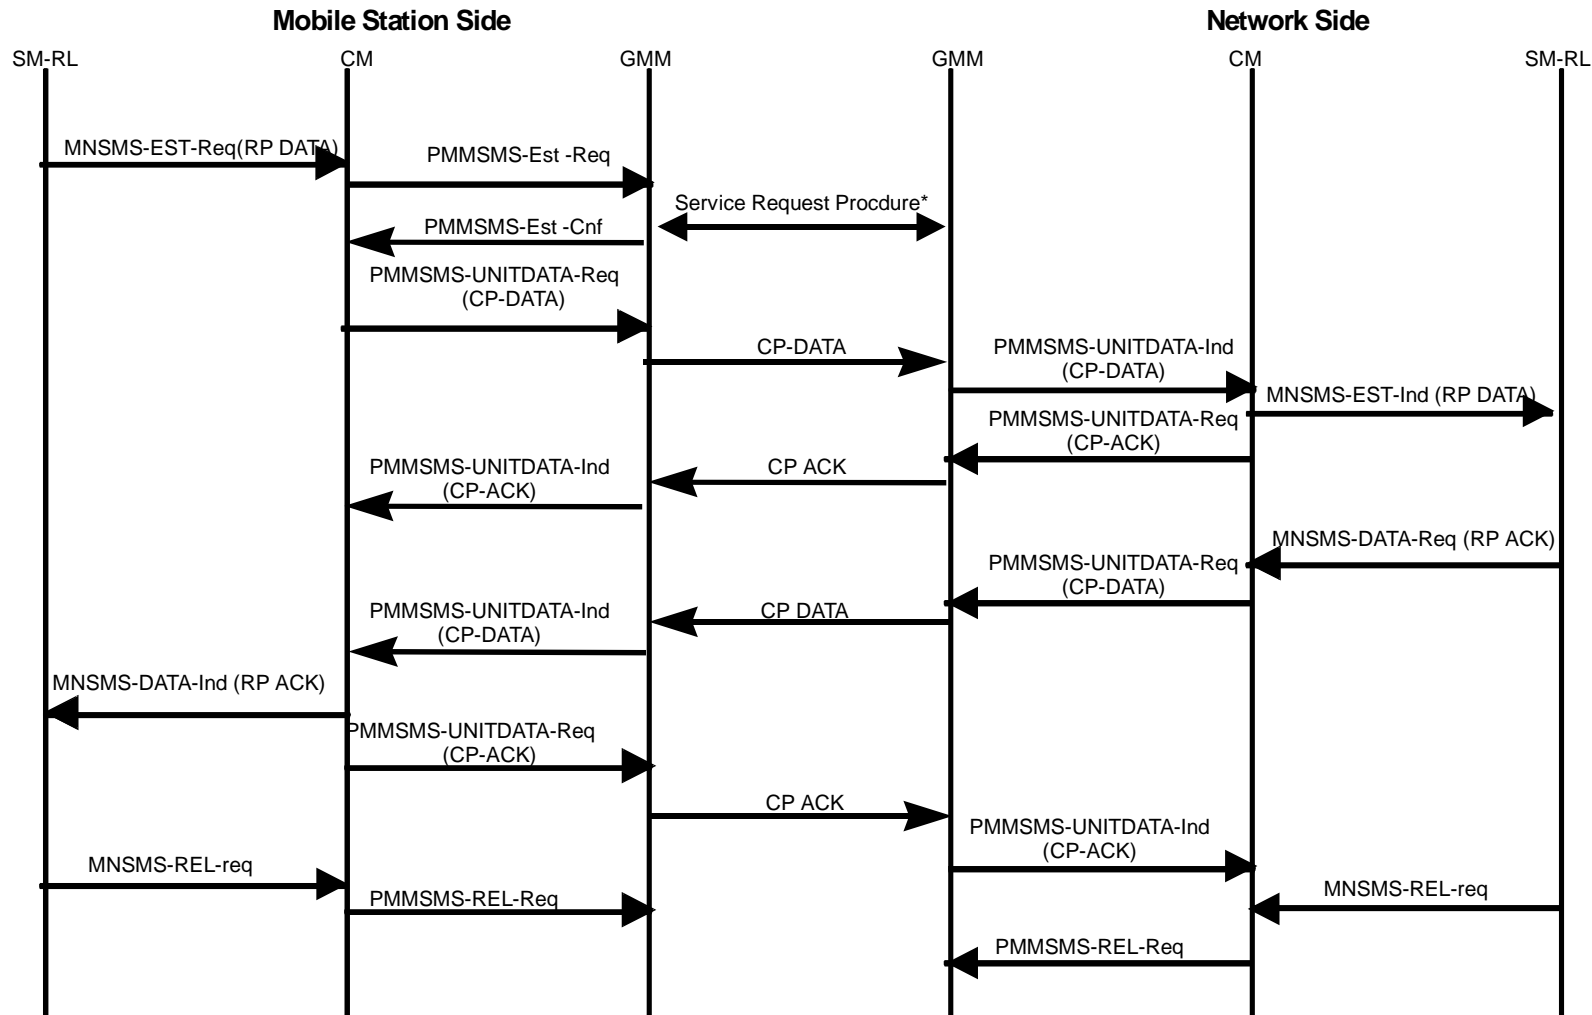 Mobile Station Side
Network Side
SM-RL
CM
GMM
GMM
CM
SM-RL
MNSMS-EST-Req(RP DATA)
PMMSMS-Est -Req
Service Request Procdure*
PMMSMS-Est -Cnf
PMMSMS-UNITDATA-Req
(CP-DATA)
CP-DATA
PMMSMS-UNITDATA-Ind
(CP-DATA)
MNSMS-EST-Ind (RP DATA)
PMMSMS-UNITDATA-Req
(CP-ACK)
CP ACK
PMMSMS-UNITDATA-Ind
(CP-ACK)
MNSMS-DATA-Req (RP ACK)
PMMSMS-UNITDATA-Req
(CP-DATA)
CP DATA
PMMSMS-UNITDATA-Ind
(CP-DATA)
MNSMS-DATA-Ind (RP ACK)
PMMSMS-UNITDATA-Req
(CP-ACK)
CP ACK
PMMSMS-UNITDATA-Ind
(CP-ACK)
MNSMS-REL-req
PMMSMS-REL-Req
MNSMS-REL-req
PMMSMS-REL-Req